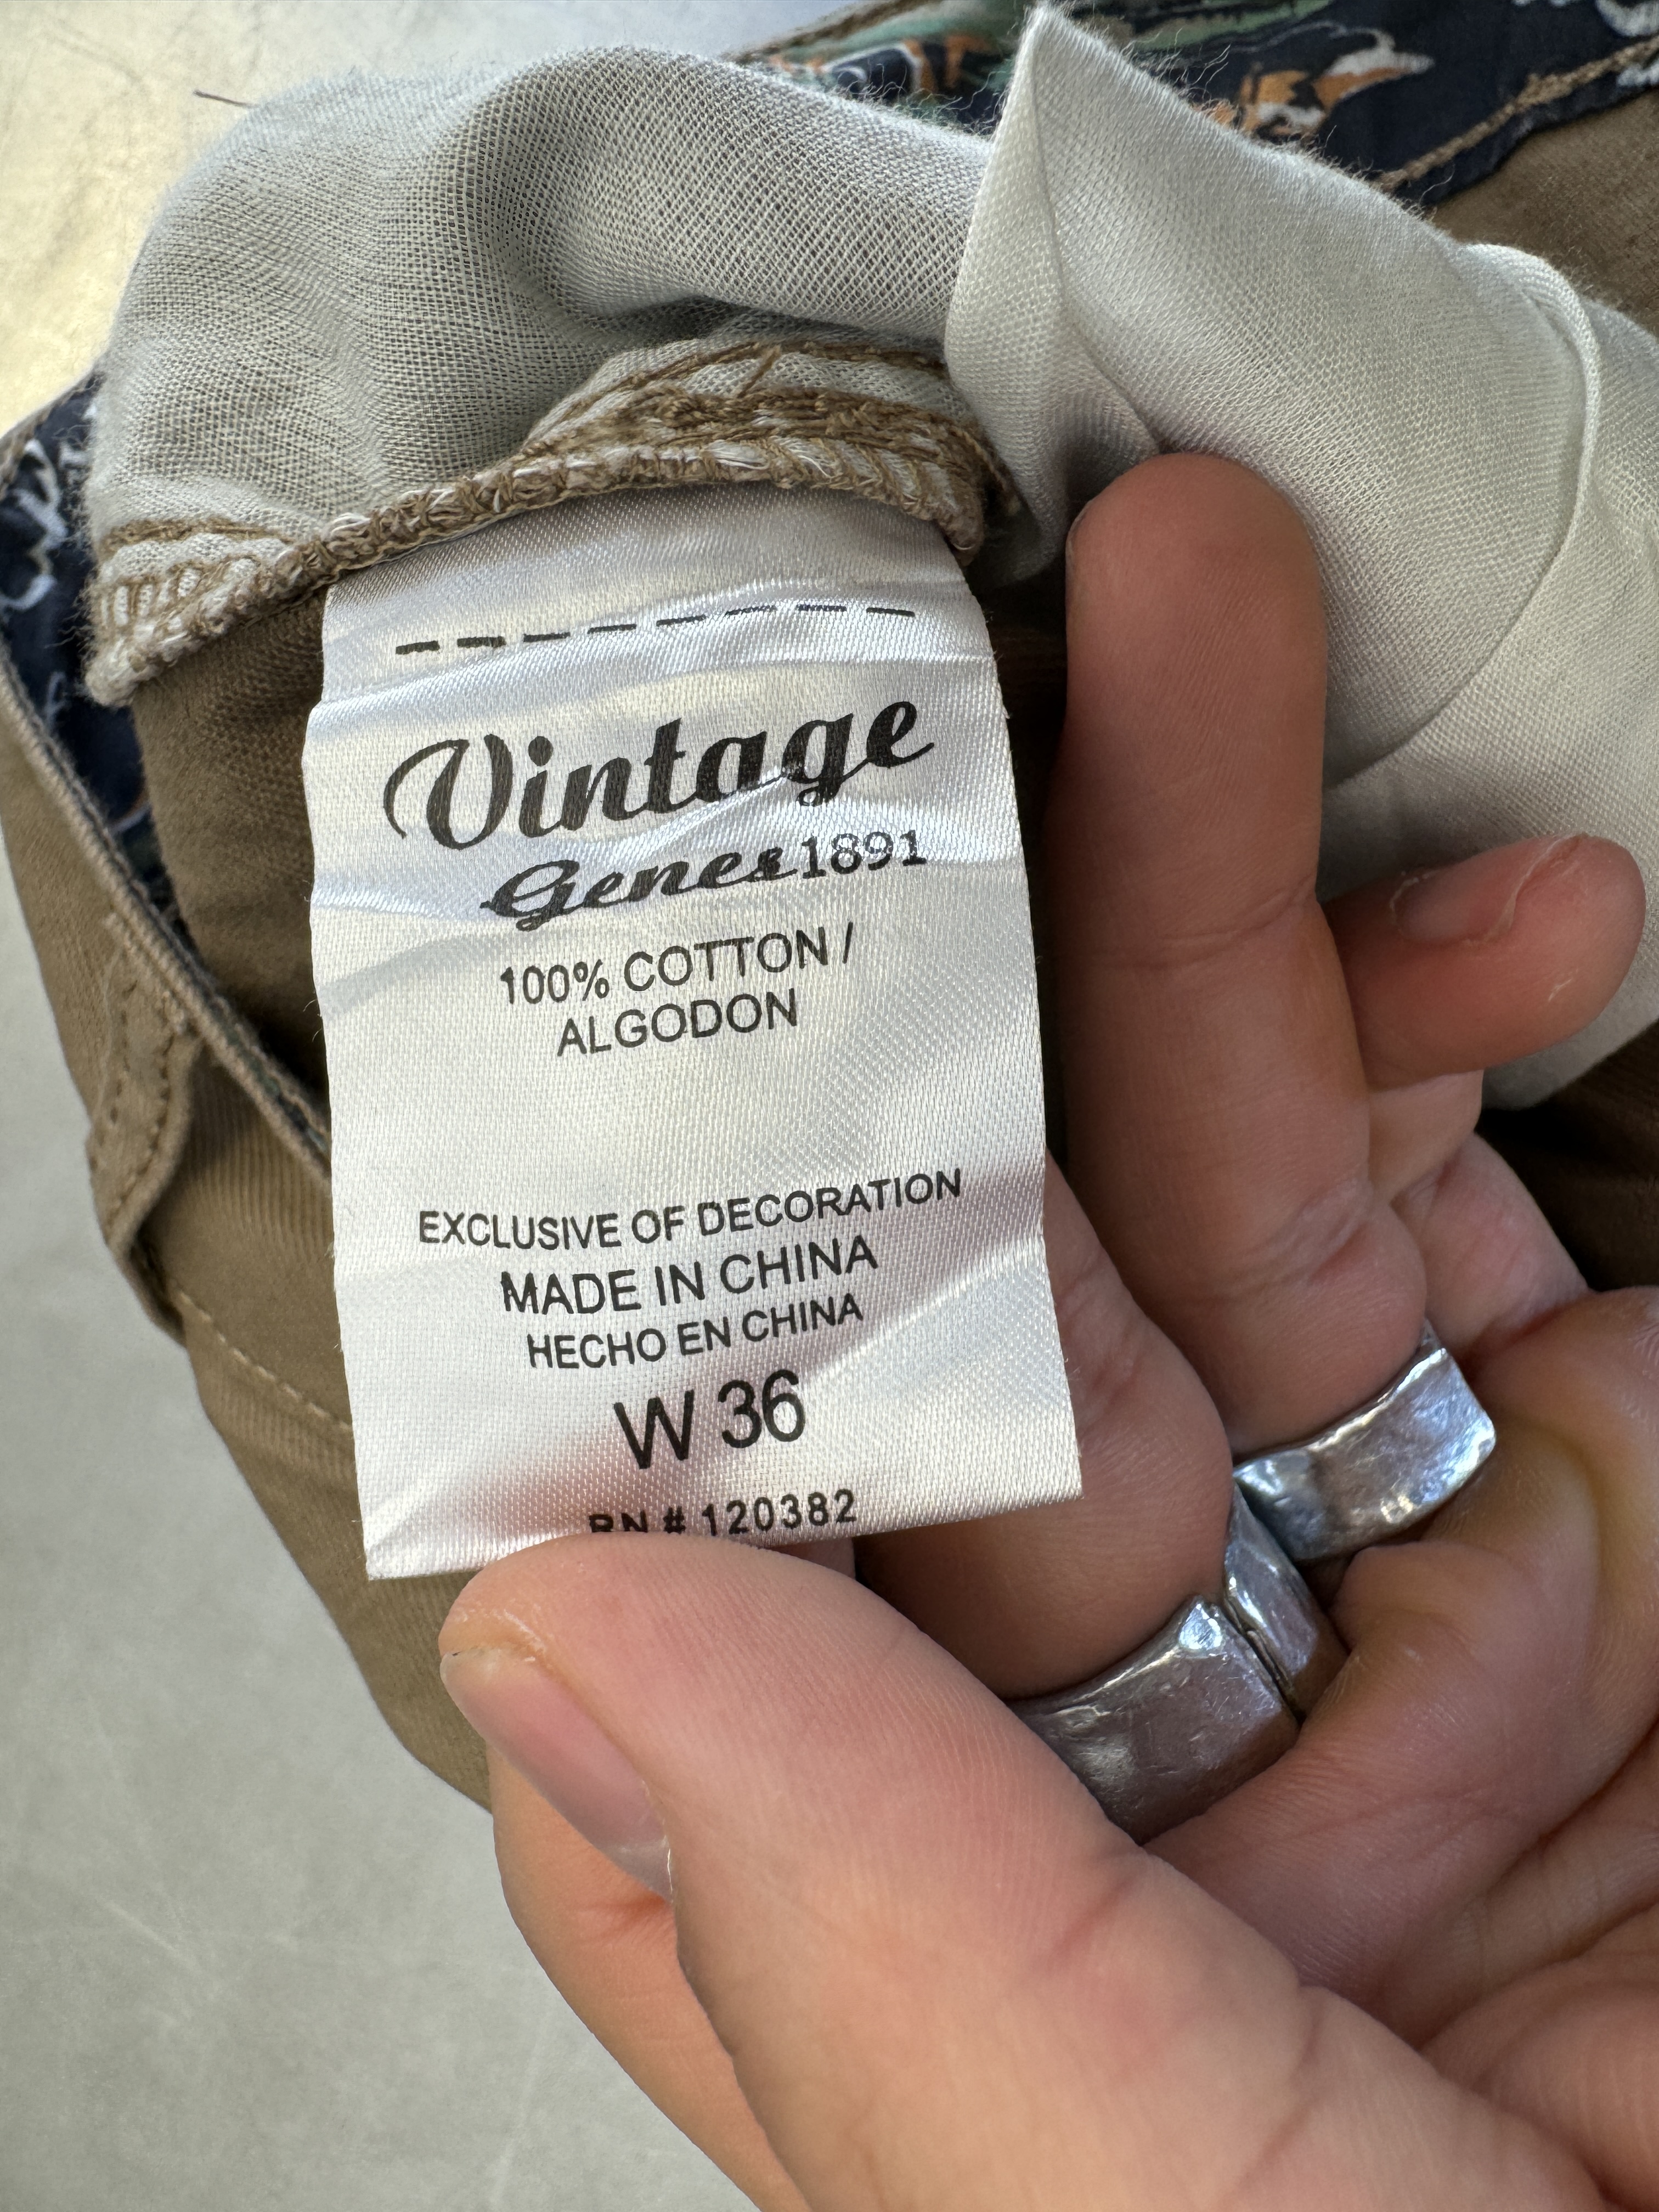 Vintage
Genes 1891
100% COTTON /
ALGODON
EXCLUSIVE OF DECORATION
MADE IN CHINA
HECHO EN CHINA
W 36
RN # 120382